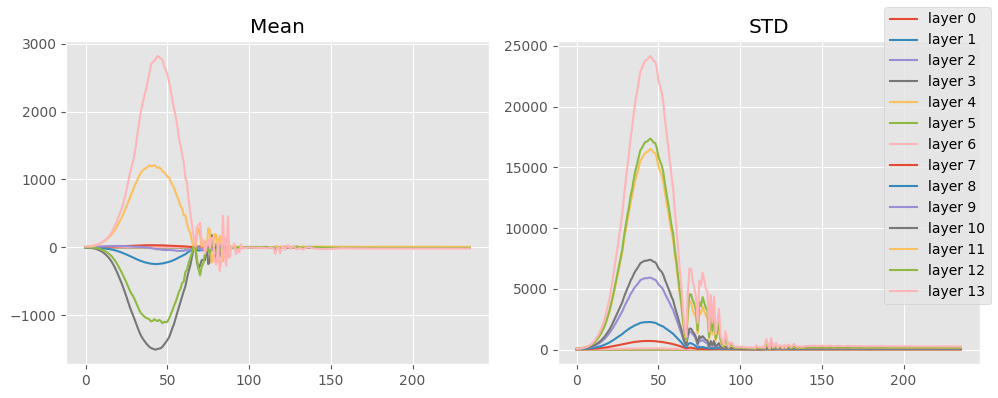 Mean
STD
3000
2000
1000
0
−1000
0
50
100
150
200
25000
20000
15000
10000
5000
0
0
50
100
150
200
layer 0
layer 1
layer 2
layer 3
layer 4
layer 5
layer 6
layer 7
layer 8
layer 9
layer 10
layer 11
layer 12
layer 13